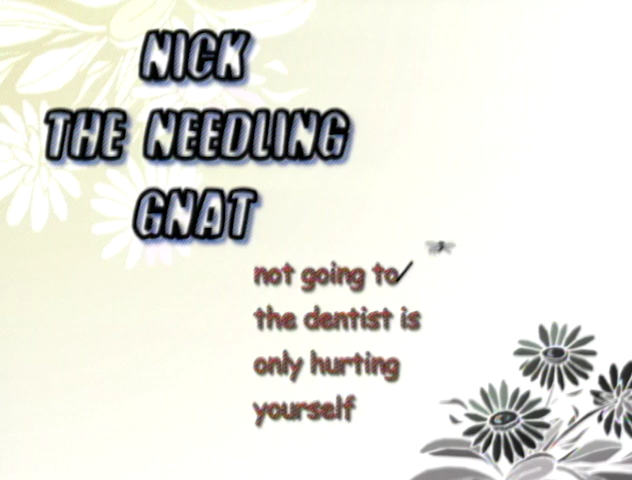 NICK
THE NEEDLING
GNAT
not going to
the dentist is
only hurting
yourself